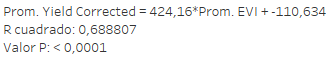 Prom. Yield Corrected = 424,16*Prom. EVI + -110,634
R cuadrado: 0,688807
Valor P: < 0,0001